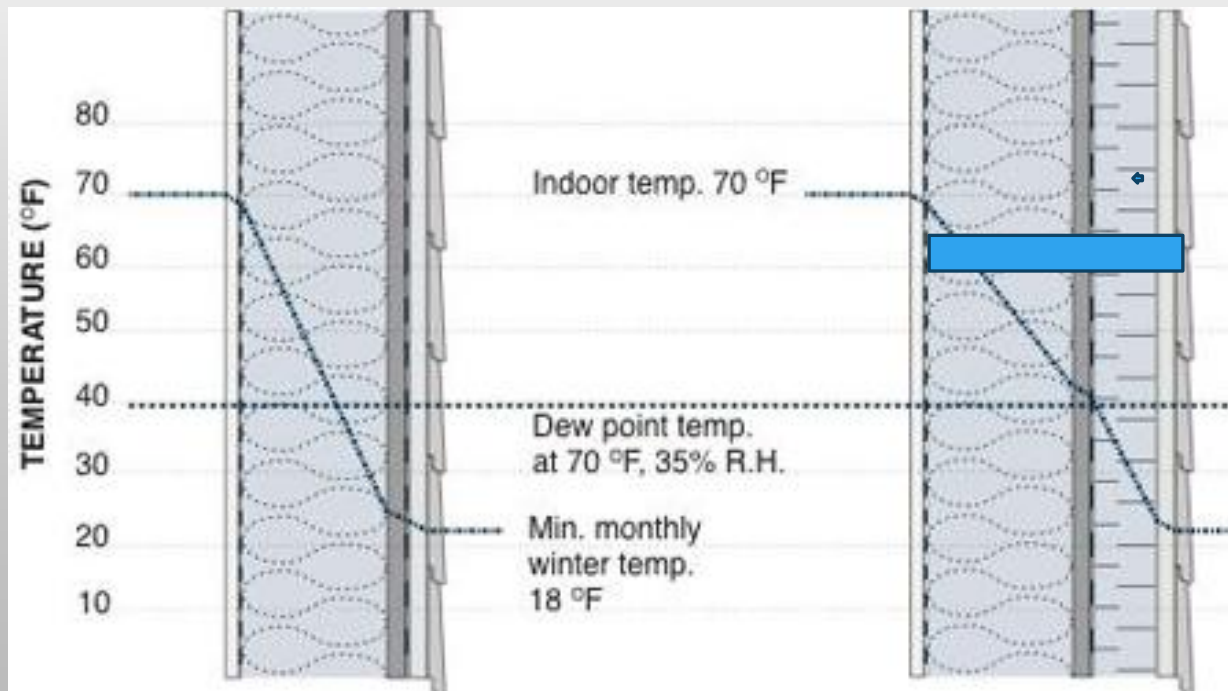 TEMPERATURE (°F)
80
70
60
50
40
30
20
10
Indoor temp. 70 °F
Dew point temp.
at 70 °F, 35% R.H.
Min. monthly
winter temp.
18 °F